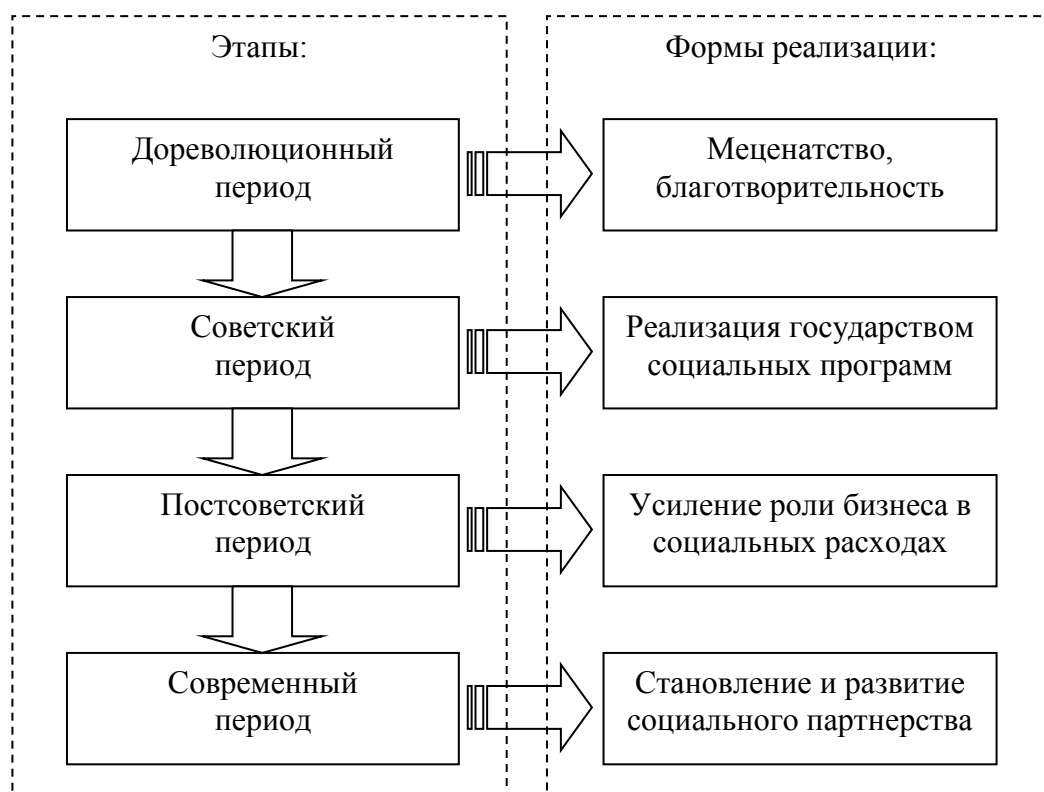 Этапы:
Формы реализации:
Дореволюционный
период
Меценатство,
благотворительность
Советский
период
Реализация государством
социальных программ
Постсоветский
период
Усиление роли бизнеса в
социальных расходах
Современный
период
Становление и развитие
социального партнерства